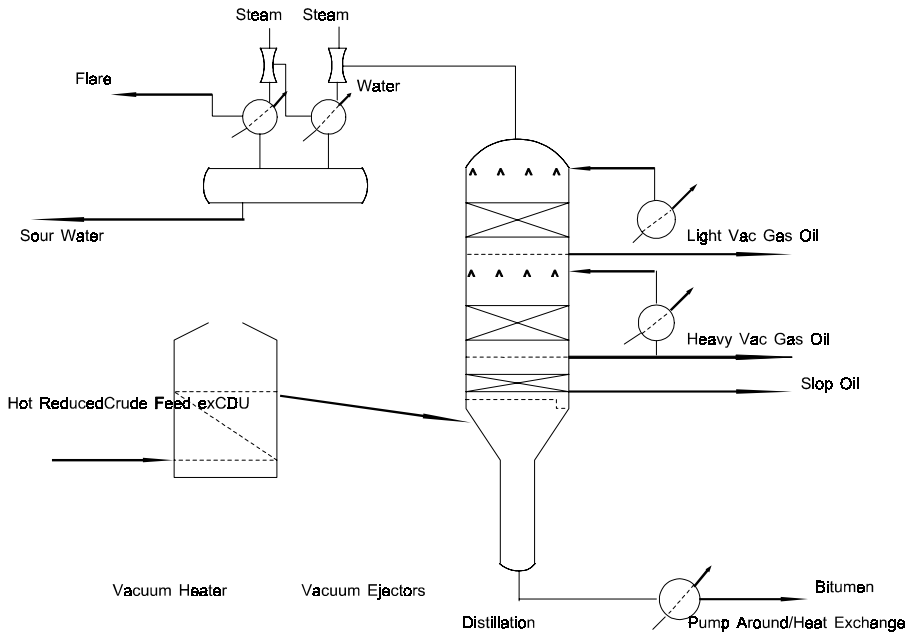 Steam Steam
Flare
Water
Sour Water
Light Vac Gas Oil
Heavy Vac Gas Oil
Slop Oil
Hot ReducedCrude Feed exCDU
Vacuum Heater
Vacuum Ejectors
Bitumen
Distillation
Pump Around/Heat Exchange